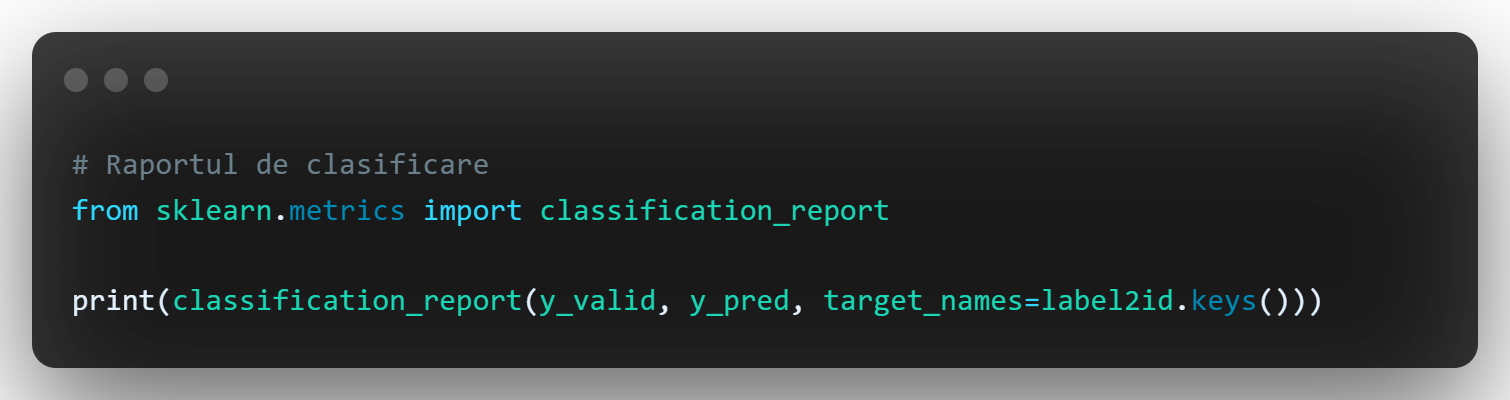 # Raportul de clasificare
from sklearn.metrics import classification_report
print(classification_report(y_valid, y_pred, target_names=label2id.keys()))